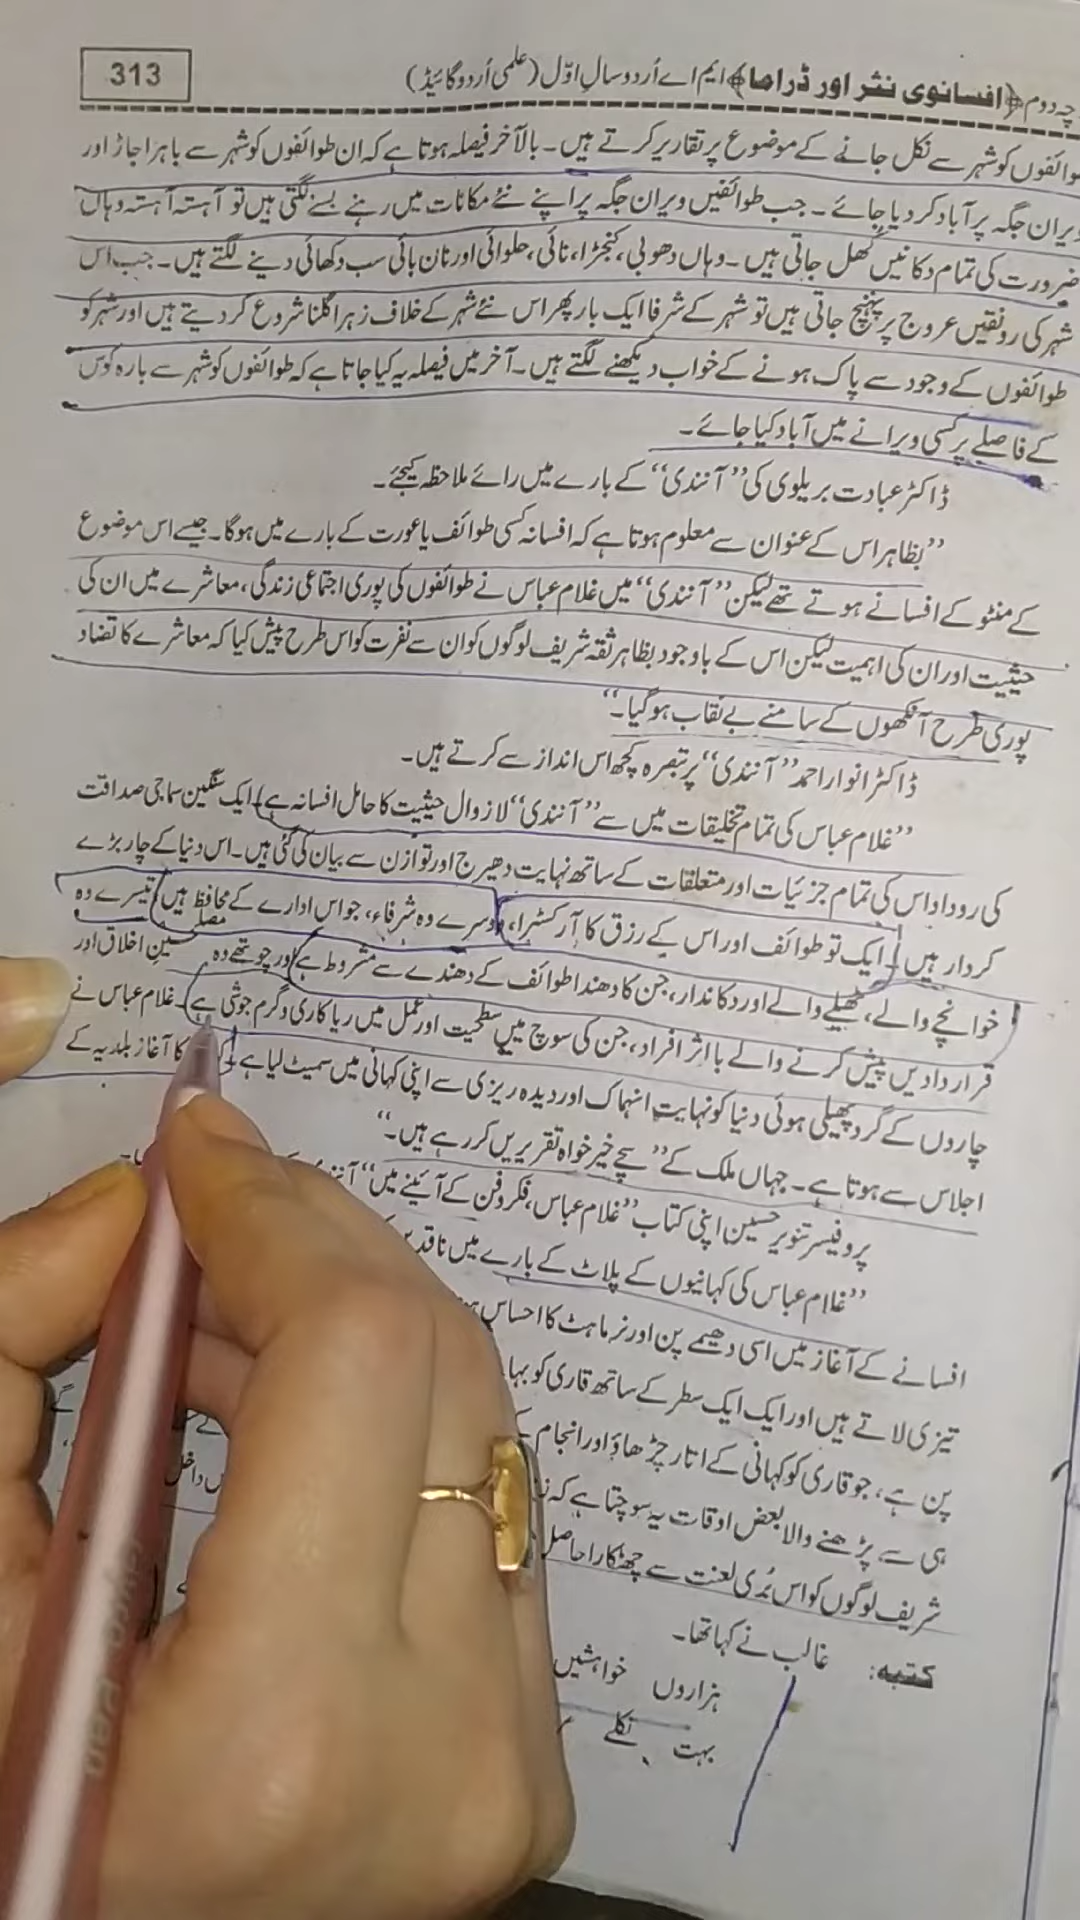 چہ دوم ﴿افسانوی نثر اور ڈراما﴾ ایم اے اُردو سالِ اوّل (علمی اُردو گائیڈ) 313
طوائفوں کو شہر سے نکل جانے کے موضوع پر تقاریر کرتے ہیں۔ بالآخر فیصلہ ہوتا ہے کہ ان طوائفوں کو شہر سے باہر اجاڑ اور
ویران جگہ پر آباد کر دیا جائے۔ جب طوائفیں ویران جگہ پر اپنے نئے مکانات میں رہنے بسنے لگتی ہیں تو آہستہ آہستہ وہاں
ضرورت کی تمام دکانیں کھل جاتی ہیں۔ وہاں دھوبی، کنجڑا، نائی، حلوائی اور نان بائی سب دکھائی دینے لگتے ہیں۔ جب اس
شہر کی رونقیں عروج پر پہنچ جاتی ہیں تو شہر کے شرفا ایک بار پھر اس نئے شہر کے خلاف زہر اگلنا شروع کر دیتے ہیں اور شہر کو
طوائفوں کے وجود سے پاک ہونے کے خواب دیکھنے لگتے ہیں۔ آخر میں فیصلہ یہ کیا جاتا ہے کہ طوائفوں کو شہر سے بارہ کوس
کے فاصلے پر کسی ویرانے میں آباد کیا جائے۔
ڈاکٹر عبادت بریلوی کی ”آنندی“ کے بارے میں رائے ملاحظہ کیجئے۔
”بظاہر اس کے عنوان سے معلوم ہوتا ہے کہ افسانہ کسی طوائف یا عورت کے بارے میں ہوگا۔ جیسے اس موضوع
کے منٹو کے افسانے ہوتے تھے لیکن ”آنندی“ میں غلام عباس نے طوائفوں کی پوری اجتماعی زندگی، معاشرے میں ان کی
حیثیت اور ان کی اہمیت لیکن اس کے باوجود بظاہر ثقہ شریف لوگوں کو ان سے نفرت کو اس طرح پیش کیا کہ معاشرے کا تضاد
پوری طرح آنکھوں کے سامنے بے نقاب ہو گیا۔“
ڈاکٹر انوار احمد ”آنندی“ پر تبصرہ کچھ اس انداز سے کرتے ہیں۔
”غلام عباس کی تمام تخلیقات میں سے ”آنندی“ لازوال حیثیت کا حامل افسانہ ہے، ایک سنگین سماجی صداقت
کی روداد اس کی تمام جزئیات اور متعلقات کے ساتھ نہایت دھیرج اور توازن سے بیان کی گئی ہیں۔ اس دنیا کے چار بڑے
کردار ہیں ایک تو طوائف اور اس کے رزق کا آرکسٹرا، دوسرے وہ شرفاء، جو اس ادارے کے محافظ ہیں، تیسرے وہ
خوانچے والے، ٹھیلے والے اور دکاندار، جن کا دھندا طوائف کے دھندے سے مشروط ہے اور چوتھے وہ مصلحینِ اخلاق اور
قرار دادیں پیش کرنے والے بااثر افراد، جن کی سوچ میں سطحیت اور عمل میں ریاکاری و گرم جوشی ہے۔ غلام عباس نے
چاروں کے گرد پھیلی ہوئی دنیا کو نہایت انہماک اور دیدہ ریزی سے اپنی کہانی میں سمیٹ لیا ہے کا آغاز بلدیہ کے
اجلاس سے ہوتا ہے۔ جہاں ملک کے ”سچے خیر خواہ تقریریں کر رہے ہیں۔“
پروفیسر تنویر حسین اپنی کتاب ”غلام عباس، فکر و فن کے آئینے میں“
”غلام عباس کی کہانیوں کے پلاٹ کے بارے میں
افسانے کے آغاز میں اسی دھیمے پن اور نرماہٹ کا احساس
تیزی لاتے ہیں اور ایک ایک سطر کے ساتھ قاری کو
پن ہے، جو قاری کو کہانی کے اتار چڑھاؤ اور انجام
ہی سے پڑھنے والا بعض اوقات یہ سوچتا ہے کہ داخل
شریف لوگوں کو اس بُری لعنت سے چھٹکارا حاصل
کتبہ: غالب نے کہا تھا۔
ہزاروں خواہشیں
بہت نکلے